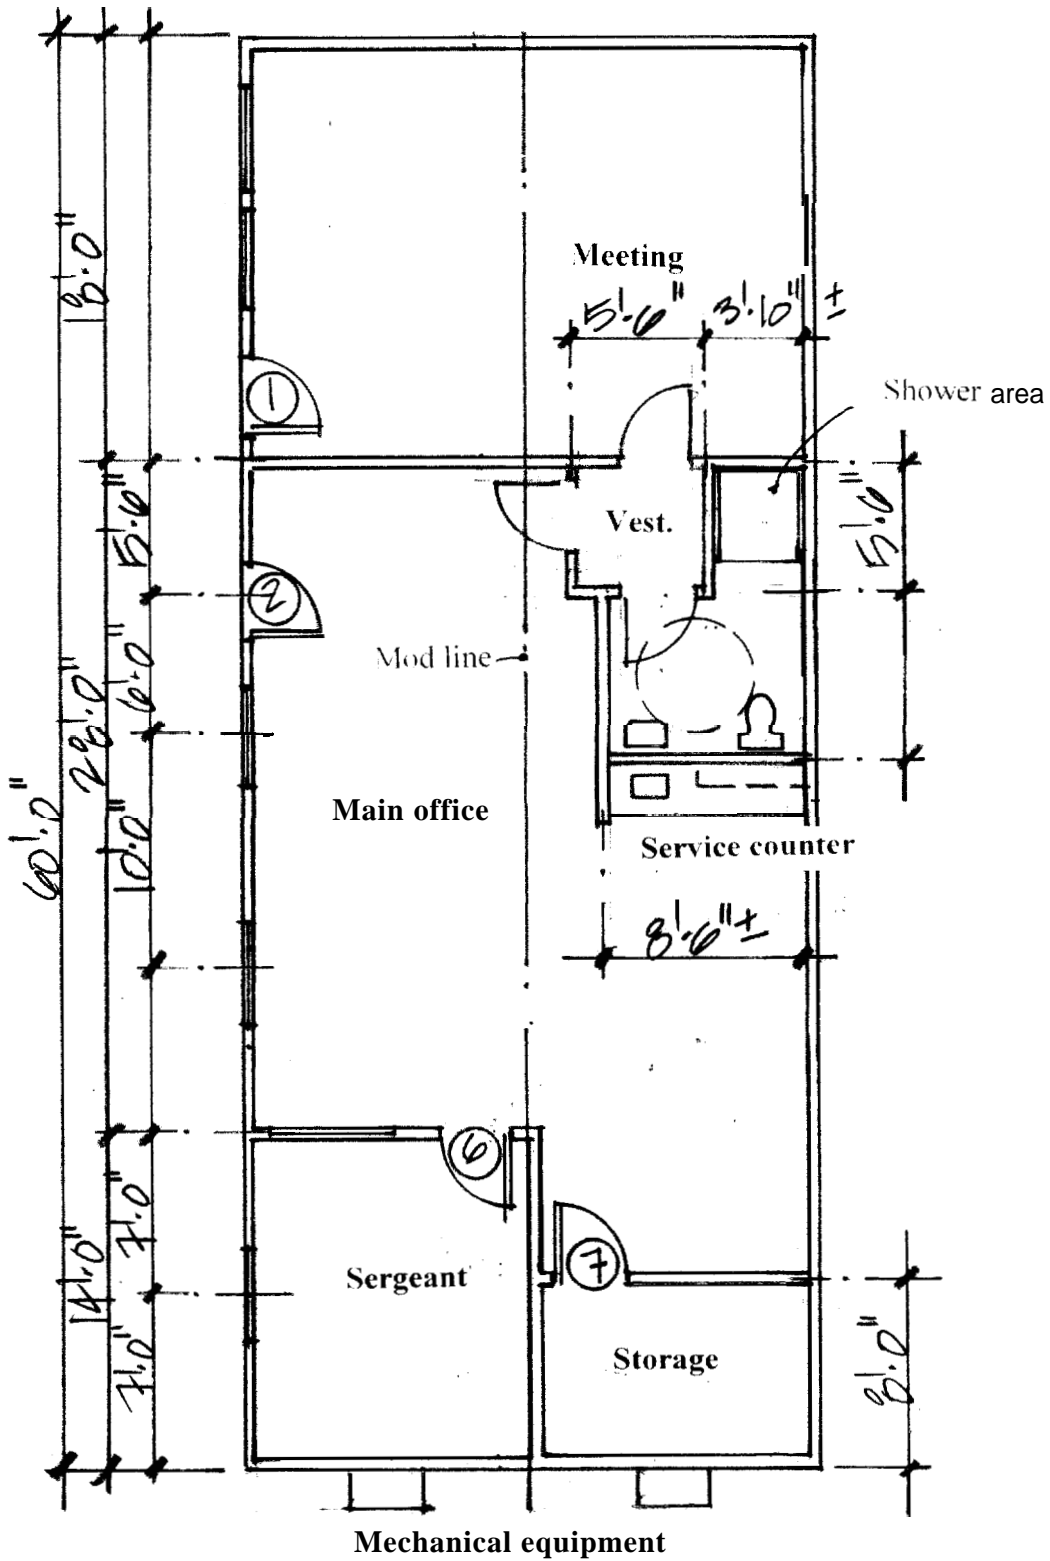 Meeting
5'·6"
3'·10" ±
Shower area
18'·0"
1
5'·6"
Vest.
5'·6"
2
6'·0"
Mod line
28'·0"
60'·0"
10'·0"
Main office
Service counter
8'·6"±
6
7'·0"
14'·0"
7
Sergeant
Storage
7'·0"
8'·0"
Mechanical equipment